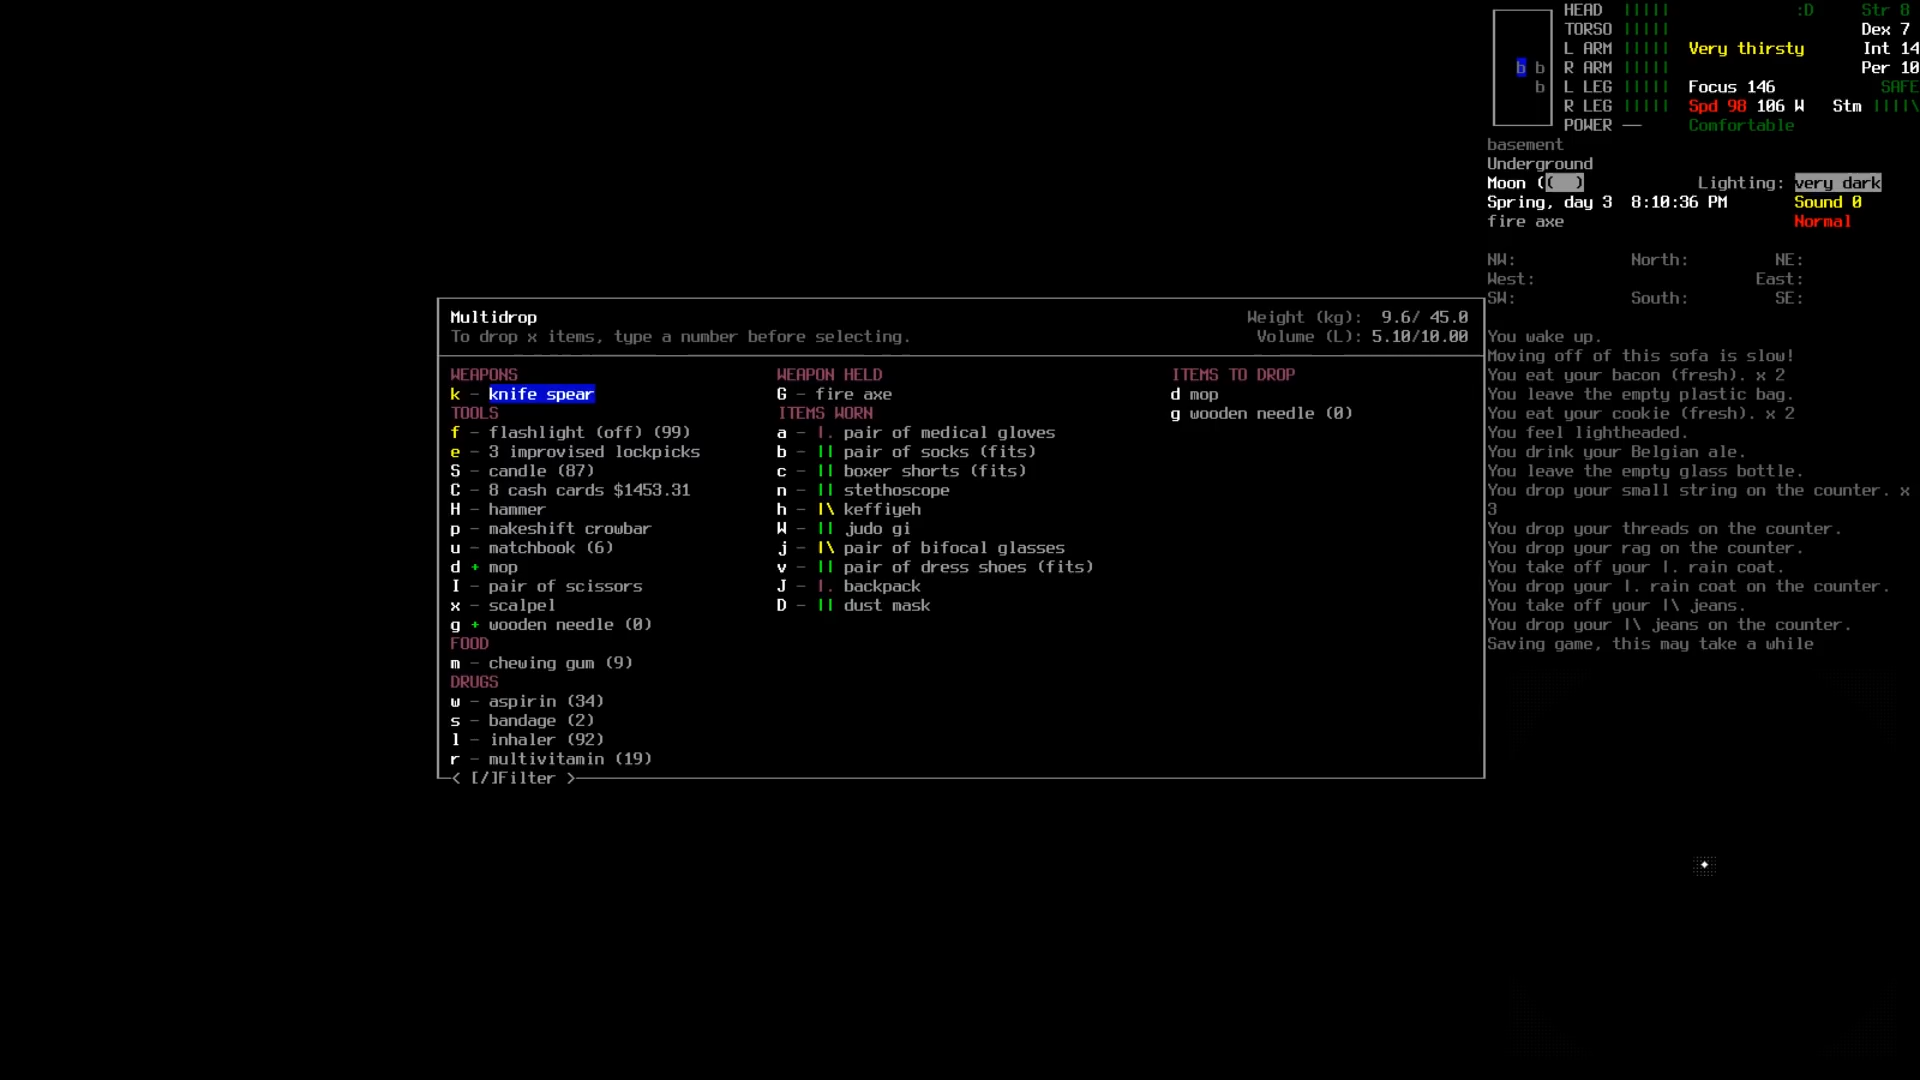 HEAD ||||| :D Str 8
TORSO ||||| Dex 7
L ARM ||||| Very thirsty Int 14
b b R ARM ||||| Per 10
b L LEG ||||| Focus 146 SAFE
R LEG ||||| Spd 98 106 W Stm ||||\
POWER — Comfortable
basement
Underground
Moon (( ) Lighting: very dark
Spring, day 3 8:10:36 PM Sound 0
fire axe Normal
NW: North: NE:
West: East:
SW: South: SE:
Multidrop Weight (kg): 9.6/ 45.0
To drop x items, type a number before selecting. Volume (L): 5.10/10.00
WEAPONS
k - knife spear
TOOLS
f - flashlight (off) (99)
e - 3 improvised lockpicks
S - candle (87)
C - 8 cash cards $1453.31
H - hammer
p - makeshift crowbar
u - matchbook (6)
d + mop
I - pair of scissors
x - scalpel
g + wooden needle (0)
FOOD
m - chewing gum (9)
DRUGS
w - aspirin (34)
s - bandage (2)
l - inhaler (92)
r - multivitamin (19)
< [/]Filter >
WEAPON HELD
G - fire axe
ITEMS WORN
a - |. pair of medical gloves
b - || pair of socks (fits)
c - || boxer shorts (fits)
n - || stethoscope
h - |\ keffiyeh
W - || judo gi
j - |\ pair of bifocal glasses
v - || pair of dress shoes (fits)
J - |. backpack
D - || dust mask
ITEMS TO DROP
d mop
g wooden needle (0)
You wake up.
Moving off of this sofa is slow!
You eat your bacon (fresh). x 2
You leave the empty plastic bag.
You eat your cookie (fresh). x 2
You feel lightheaded.
You drink your Belgian ale.
You leave the empty glass bottle.
You drop your small string on the counter. x
3
You drop your threads on the counter.
You drop your rag on the counter.
You take off your |. rain coat.
You drop your |. rain coat on the counter.
You take off your |\ jeans.
You drop your |\ jeans on the counter.
Saving game, this may take a while